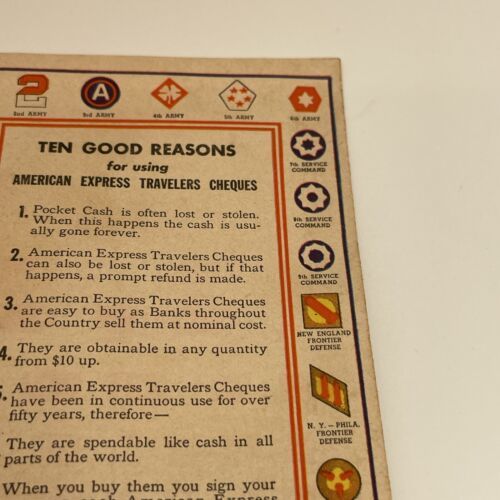 2nd ARMY 3rd ARMY 4th ARMY 5th ARMY 6th ARMY
TEN GOOD REASONS
for using
AMERICAN EXPRESS TRAVELERS CHEQUES
1. Pocket Cash is often lost or stolen.
When this happens the cash is usu-
ally gone forever.
2. American Express Travelers Cheques
can also be lost or stolen, but if that
happens, a prompt refund is made.
3. American Express Travelers Cheques
are easy to buy as Banks throughout
the Country sell them at nominal cost.
4. They are obtainable in any quantity
from $10 up.
5. American Express Travelers Cheques
have been in continuous use for over
fifty years, therefore—
They are spendable like cash in all
parts of the world.
When you buy them you sign your
each American Express
7th SERVICE
COMMAND
8th SERVICE
COMMAND
9th SERVICE
COMMAND
NEW ENGLAND
FRONTIER
DEFENSE
N. Y. — PHILA.
FRONTIER
DEFENSE